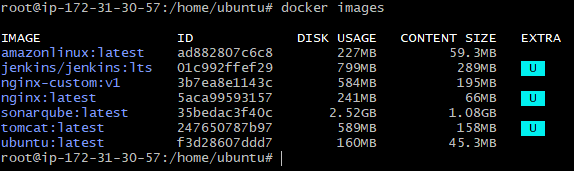 root@ip-172-31-30-57:/home/ubuntu# docker images
IMAGE ID DISK USAGE CONTENT SIZE EXTRA
amazonlinux:latest ad882807c6c8 227MB 59.3MB
jenkins/jenkins:lts 01c992ffef29 799MB 289MB U
nginx-custom:v1 3b7ea8e1143c 584MB 195MB
nginx:latest 5aca99593157 241MB 66MB U
sonarqube:latest 35bedac3f40c 2.52GB 1.08GB
tomcat:latest 247650787b97 589MB 158MB U
ubuntu:latest f3d28607ddd7 160MB 45.3MB
root@ip-172-31-30-57:/home/ubuntu#